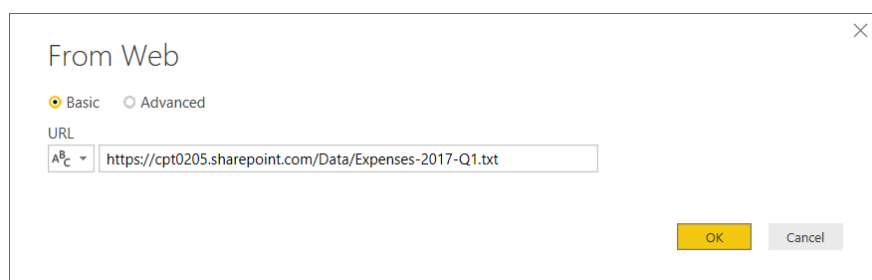 From Web
Basic Advanced
URL
ABC https://cpt0205.sharepoint.com/Data/Expenses-2017-Q1.txt
OK Cancel